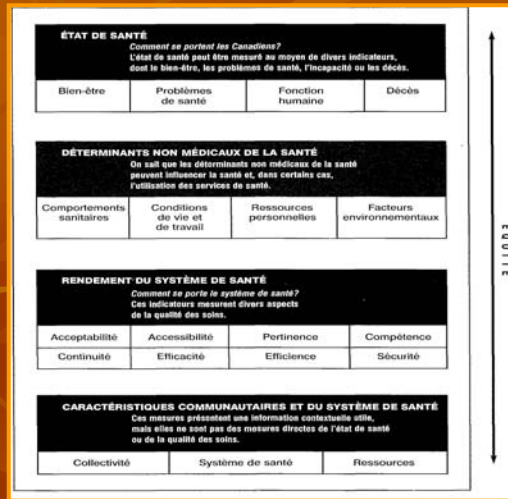 ÉTAT DE SANTÉ
Comment se portent les Canadiens?
L'état de santé peut être mesuré au moyen de divers indicateurs,
dont le bien-être, les problèmes de santé, l'incapacité ou les décès.
Bien-être Problèmes de santé Fonction humaine Décès
DÉTERMINANTS NON MÉDICAUX DE LA SANTÉ
On sait que les déterminants non médicaux de la santé
peuvent influencer la santé et, dans certains cas,
l'utilisation des services de santé.
Comportements sanitaires Conditions de vie et de travail Ressources personnelles Facteurs environnementaux
RENDEMENT DU SYSTÈME DE SANTÉ
Comment se porte le système de santé?
Ces indicateurs mesurent divers aspects
de la qualité des soins.
Acceptabilité Accessibilité Pertinence Compétence
Continuité Efficacité Efficience Sécurité
CARACTÉRISTIQUES COMMUNAUTAIRES ET DU SYSTÈME DE SANTÉ
Ces mesures présentent une information contextuelle utile,
mais elles ne sont pas des mesures directes de l'état de santé
ou de la qualité des soins.
Collectivité Système de santé Ressources
ÉQUITÉ